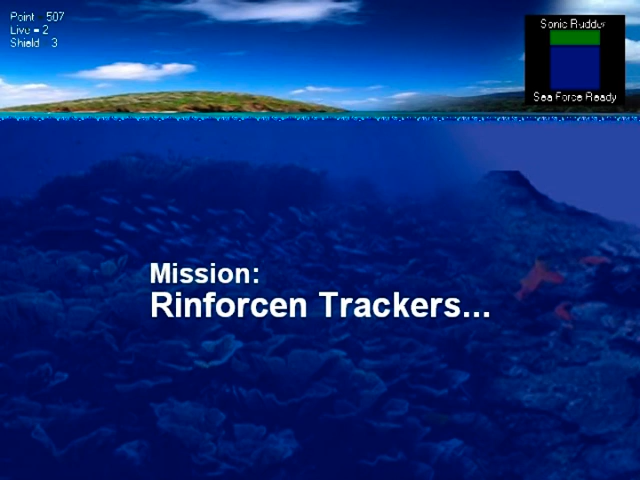 Point = 507
Live = 2
Shield = 3
Sonic Rudder
Sea Force Ready
Mission:
Rinforcen Trackers...